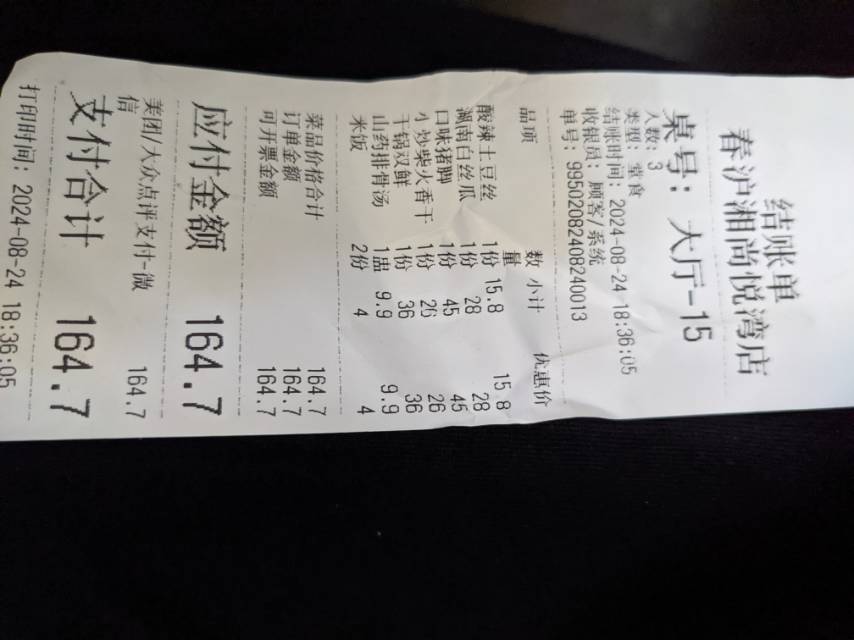 结账单
春沪湘尚悦湾店
桌号：大厅-15
人数：3
类型：堂食
结账时间：2024-08-24 18:36:05
收银员：顾客/系统
单号：995020824082400​13
品项 数量 小计 优惠价
酸辣土豆丝 1份 15.8 15.8
湖南白丝瓜 1份 28 28
口味猪脚 1份 45 45
小炒柴火香干 1份 26 26
干锅双鲜 1份 36 36
山药排骨汤 1盅 9.9 9.9
米饭 2份 4 4
菜品价格合计 164.7
订单金额 164.7
可开票金额 164.7
应付金额 164.7
美团/大众点评支付-微信 164.7
支付合计 164.7
打印时间：2024-08-24 18:36:05